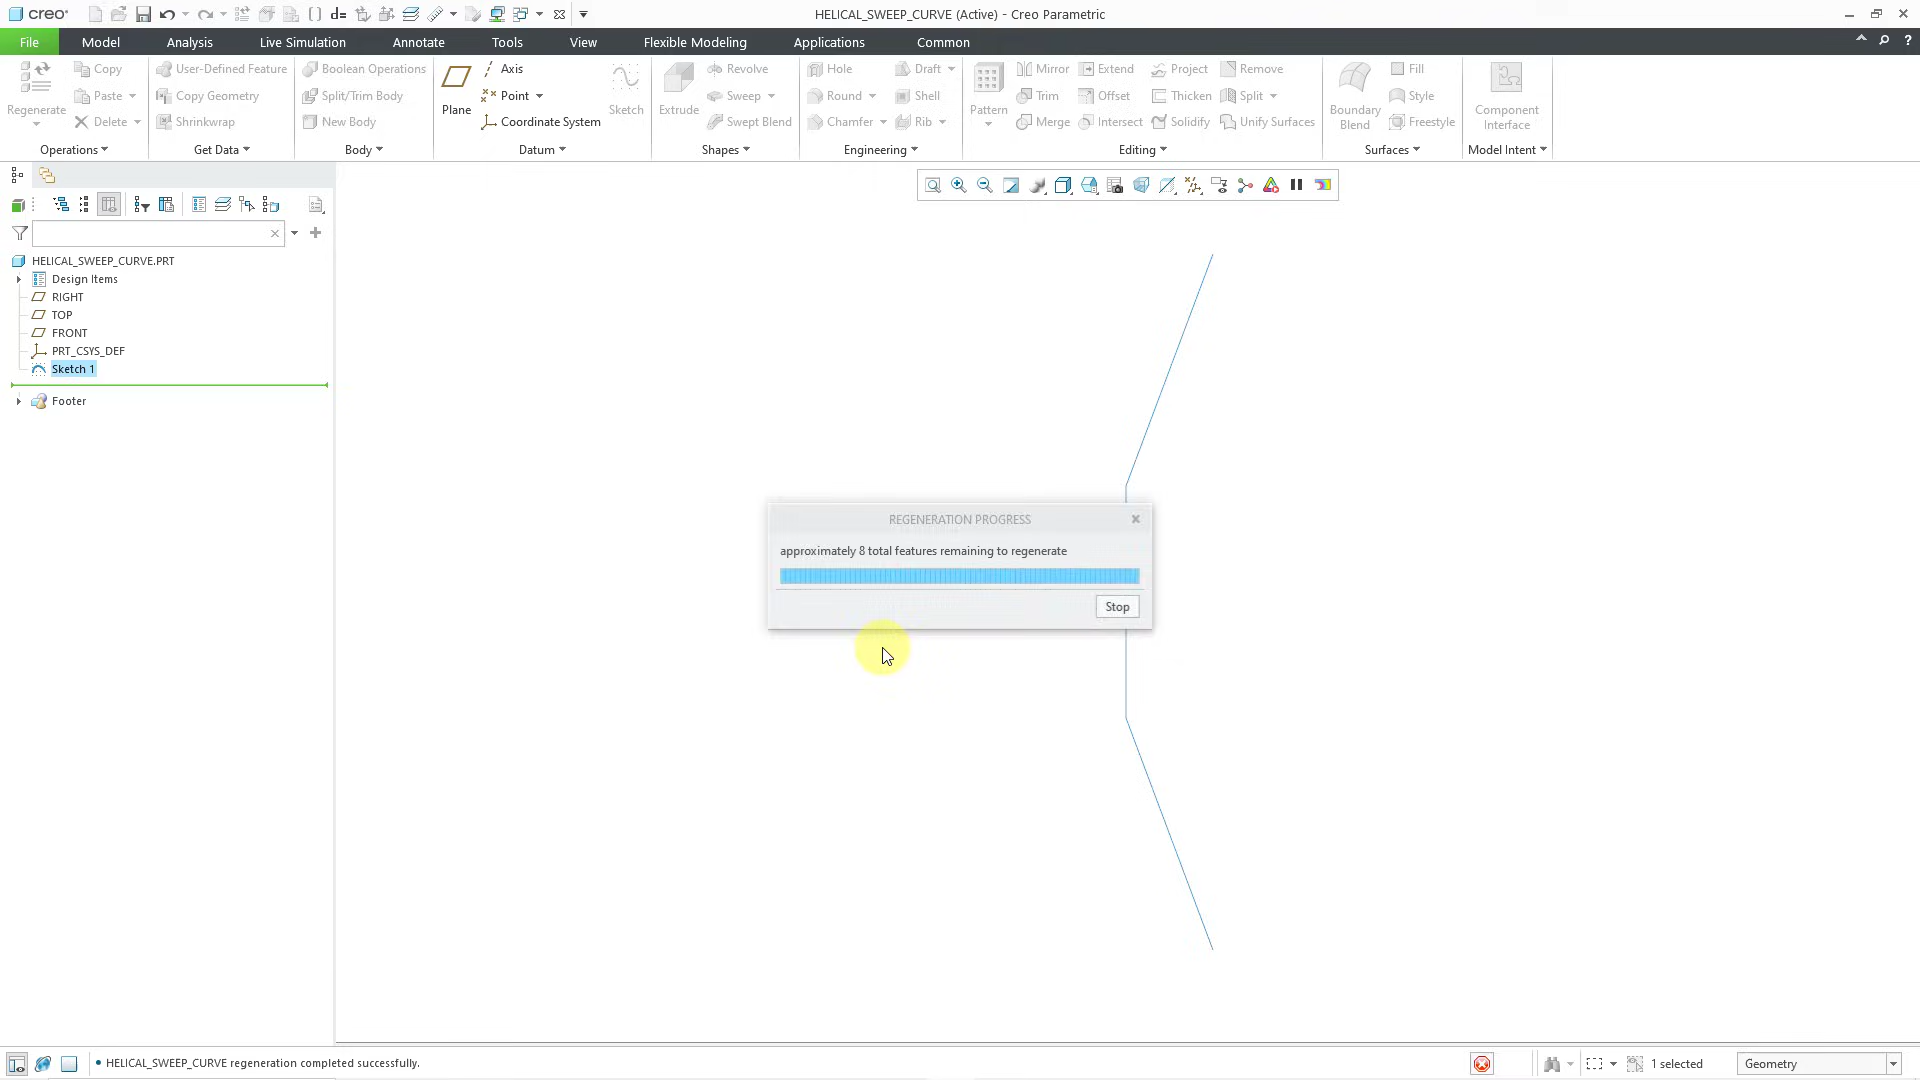 creo
d=
HELICAL_SWEEP_CURVE (Active) - Creo Parametric
File
Model
Analysis
Live Simulation
Annotate
Tools
View
Flexible Modeling
Applications
Common
Regenerate
Copy
Paste
Delete
Operations
User-Defined Feature
Copy Geometry
Shrinkwrap
Get Data
Boolean Operations
Split/Trim Body
New Body
Body
Plane
Axis
Point
Coordinate System
Sketch
Datum
Extrude
Revolve
Sweep
Swept Blend
Shapes
Hole
Round
Chamfer
Draft
Shell
Rib
Engineering
Pattern
Mirror
Trim
Merge
Extend
Offset
Intersect
Project
Thicken
Solidify
Remove
Split
Unify Surfaces
Editing
Boundary
Blend
Fill
Style
Freestyle
Surfaces
Component
Interface
Model Intent
HELICAL_SWEEP_CURVE.PRT
Design Items
RIGHT
TOP
FRONT
PRT_CSYS_DEF
Sketch 1
Footer
REGENERATION PROGRESS
approximately 8 total features remaining to regenerate
Stop
• HELICAL_SWEEP_CURVE regeneration completed successfully.
1 selected
Geometry